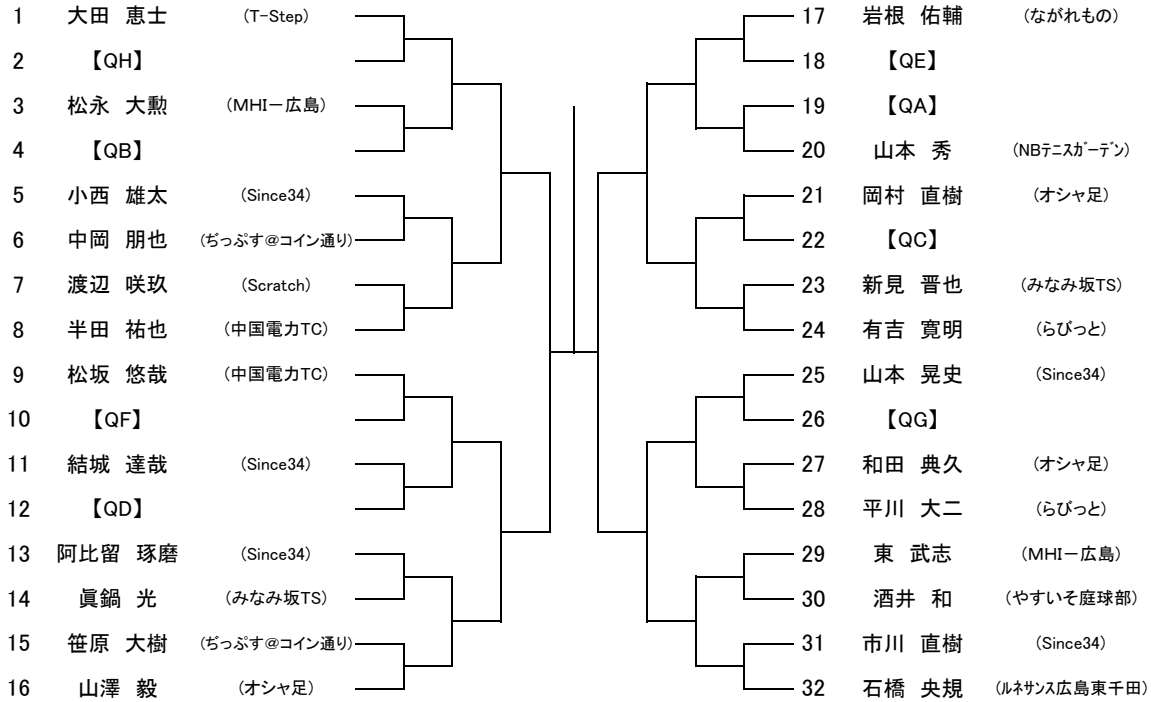 1 大田 恵士 (T-Step)
2 【QH】
3 松永 大勲 (MHI－広島)
4 【QB】
5 小西 雄太 (Since34)
6 中岡 朋也 (ぢっぷす@コイン通り)
7 渡辺 咲玖 (Scratch)
8 半田 祐也 (中国電力TC)
9 松坂 悠哉 (中国電力TC)
10 【QF】
11 結城 達哉 (Since34)
12 【QD】
13 阿比留 琢磨 (Since34)
14 眞鍋 光 (みなみ坂TS)
15 笹原 大樹 (ぢっぷす@コイン通り)
16 山澤 毅 (オシャ足)
17 岩根 佑輔 (ながれもの)
18 【QE】
19 【QA】
20 山本 秀 (NBﾃﾆｽｶﾞｰﾃﾞﾝ)
21 岡村 直樹 (オシャ足)
22 【QC】
23 新見 晋也 (みなみ坂TS)
24 有吉 寛明 (らびっと)
25 山本 晃史 (Since34)
26 【QG】
27 和田 典久 (オシャ足)
28 平川 大二 (らびっと)
29 東 武志 (MHI－広島)
30 酒井 和 (やすいそ庭球部)
31 市川 直樹 (Since34)
32 石橋 央規 (ﾙﾈｻﾝｽ広島東千田)